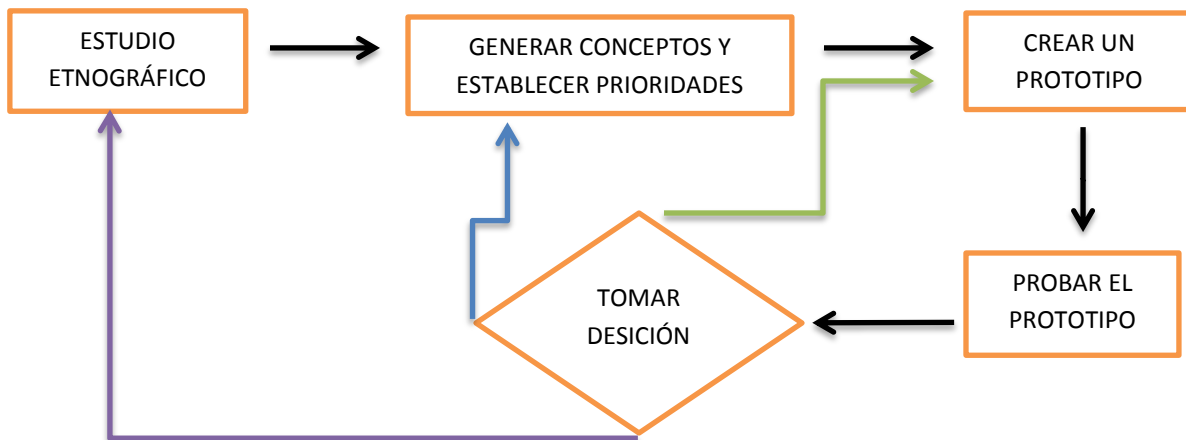 ESTUDIO
ETNOGRÁFICO
GENERAR CONCEPTOS Y
ESTABLECER PRIORIDADES
CREAR UN
PROTOTIPO
PROBAR EL
PROTOTIPO
TOMAR
DESICIÓN